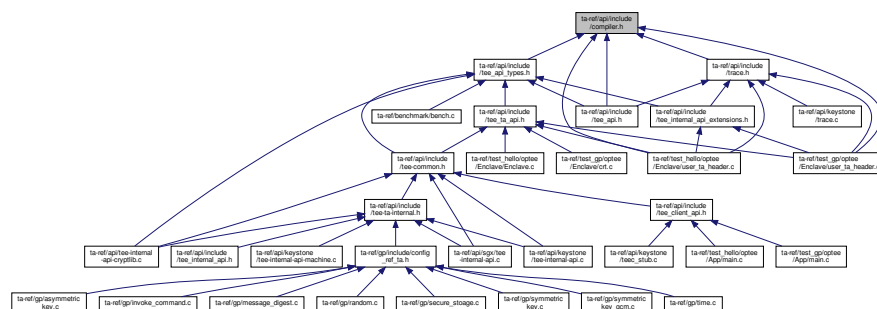 ta-ref/api/include
/compiler.h
ta-ref/api/include
/tee_api_types.h
ta-ref/api/include
/trace.h
ta-ref/benchmark/bench.c
ta-ref/api/include
/tee_ta_api.h
ta-ref/api/include
/tee_api.h
ta-ref/api/include
/tee_internal_api_extensions.h
ta-ref/api/keystone
/trace.c
ta-ref/api/include
/tee-common.h
ta-ref/test_hello/optee
/Enclave/Enclave.c
ta-ref/test_gp/optee
/Enclave/crt.c
ta-ref/test_hello/optee
/Enclave/user_ta_header.c
ta-ref/test_gp/optee
/Enclave/user_ta_header.c
ta-ref/api/include
/tee-ta-internal.h
ta-ref/api/include
/tee_client_api.h
ta-ref/api/tee-internal
-api-cryptlib.c
ta-ref/api/include
/tee_internal_api.h
ta-ref/api/keystone
/tee-internal-api-machine.c
ta-ref/gp/include/config
_ref_ta.h
ta-ref/api/sgx/tee
-internal-api.c
ta-ref/api/keystone
/tee-internal-api.c
ta-ref/api/keystone
/teec_stub.c
ta-ref/test_hello/optee
/App/main.c
ta-ref/test_gp/optee
/App/main.c
ta-ref/gp/asymmetric
_key.c
ta-ref/gp/invoke_command.c
ta-ref/gp/message_digest.c
ta-ref/gp/random.c
ta-ref/gp/secure_stoage.c
ta-ref/gp/symmetric
_key.c
ta-ref/gp/symmetric
_key_gcm.c
ta-ref/gp/time.c